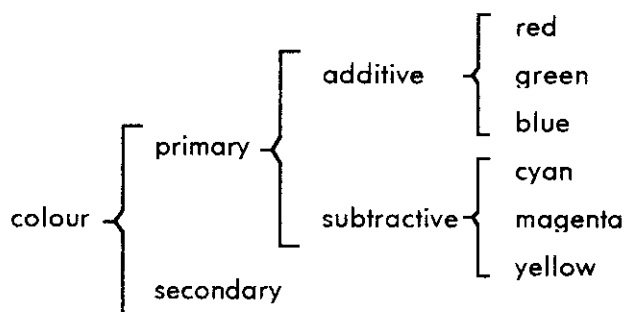 red
additive green
blue
primary
cyan
colour subtractive magenta
yellow
secondary